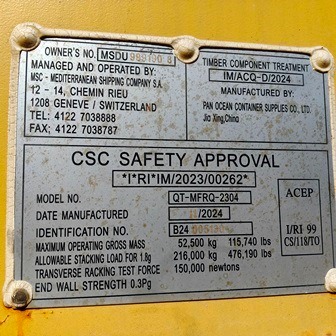 OWNER'S NO. MSDU
MANAGED AND OPERATED BY:
MSC - MEDITERRANEAN SHIPPING COMPANY S.A.
12 - 14, CHEMIN RIEU
1208 GENEVE / SWITZERLAND
TEL: 4122 7038888
FAX: 4122 7038787
TIMBER COMPONENT TREATMENT
IM/ACQ-D/2024
MANUFACTURED BY:
PAN OCEAN CONTAINER SUPPLIES CO., LTD.
Jia Xing,China
CSC SAFETY APPROVAL
*I*RI*IM/2023/00262*
MODEL NO. QT-MFRQ-2304
DATE MANUFACTURED /2024
IDENTIFICATION NO. B24
MAXIMUM OPERATING GROSS MASS 52,500 kg 115,740 lbs
ALLOWABLE STACKING LOAD FOR 1.8g 216,000 kg 476,190 lbs
TRANSVERSE RACKING TEST FORCE 150,000 newtons
END WALL STRENGTH 0.3Pg
ACEP
I/RI 99
CS/118/TO